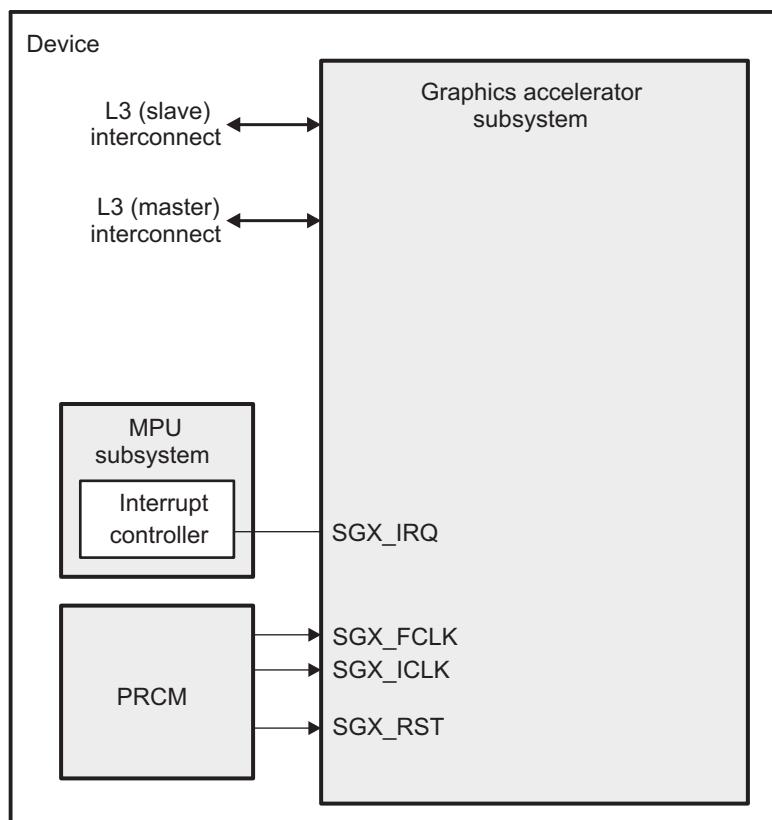 Device
Graphics accelerator
subsystem
L3 (slave)
interconnect
L3 (master)
interconnect
MPU
subsystem
Interrupt
controller
SGX_IRQ
PRCM
SGX_FCLK
SGX_ICLK
SGX_RST